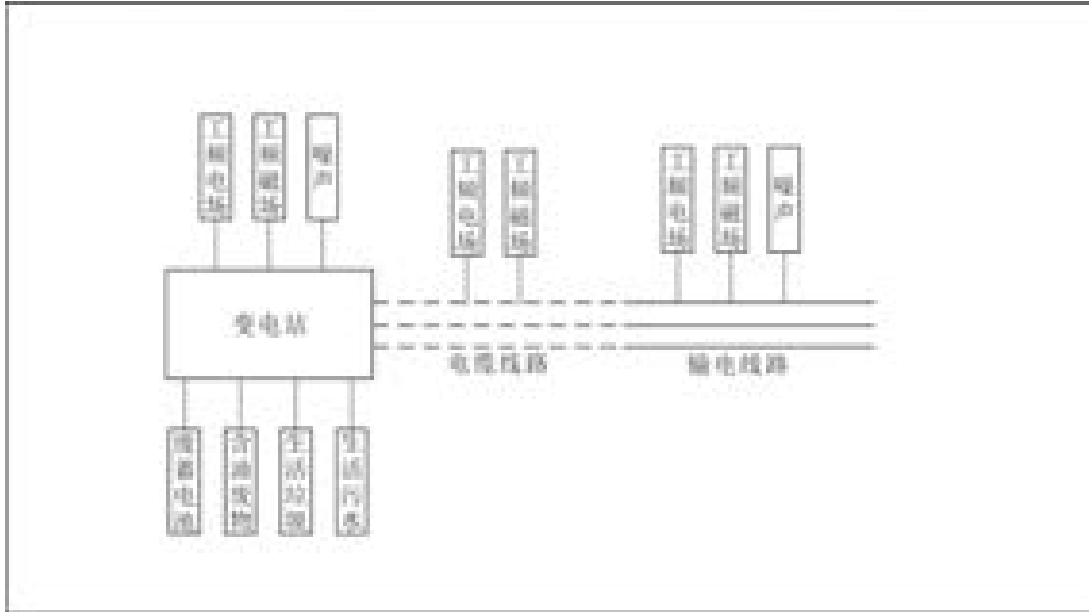 工频电场
工频磁场
噪声
工频电场
工频磁场
工频电场
工频磁场
噪声
变电站
电缆线路
输电线路
废蓄电池
含油废物
生活垃圾
生活污水